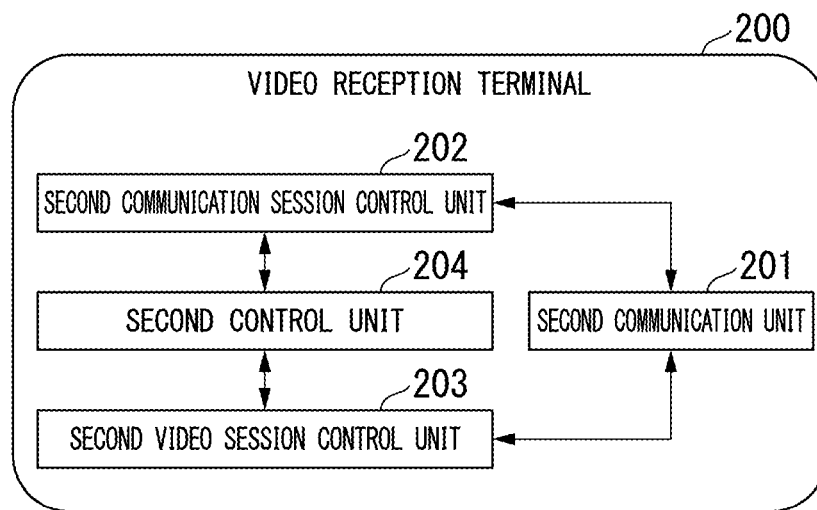 200
VIDEO RECEPTION TERMINAL
202
SECOND COMMUNICATION SESSION CONTROL UNIT
204
SECOND CONTROL UNIT
201
SECOND COMMUNICATION UNIT
203
SECOND VIDEO SESSION CONTROL UNIT